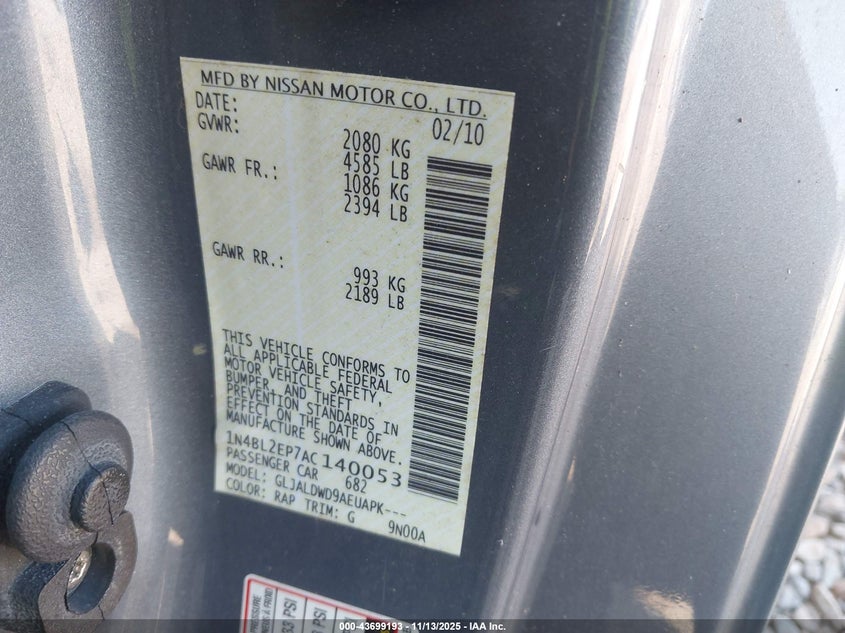 MFD BY NISSAN MOTOR CO., LTD.
DATE: 02/10
GVWR: 2080 KG
4585 LB
GAWR FR.: 1086 KG
2394 LB
GAWR RR.: 993 KG
2189 LB
THIS VEHICLE CONFORMS TO
ALL APPLICABLE FEDERAL
MOTOR VEHICLE SAFETY,
BUMPER, AND THEFT
PREVENTION STANDARDS IN
EFFECT ON THE DATE OF
MANUFACTURE SHOWN ABOVE.
1N4BL2EP7AC140053
PASSENGER CAR 682
MODEL: GLJALDWD9AEUAPK---
COLOR: RAP TRIM: G 9N00A
33 PSI
PSI
000-43699193 - 11/13/2025 - IAA Inc.